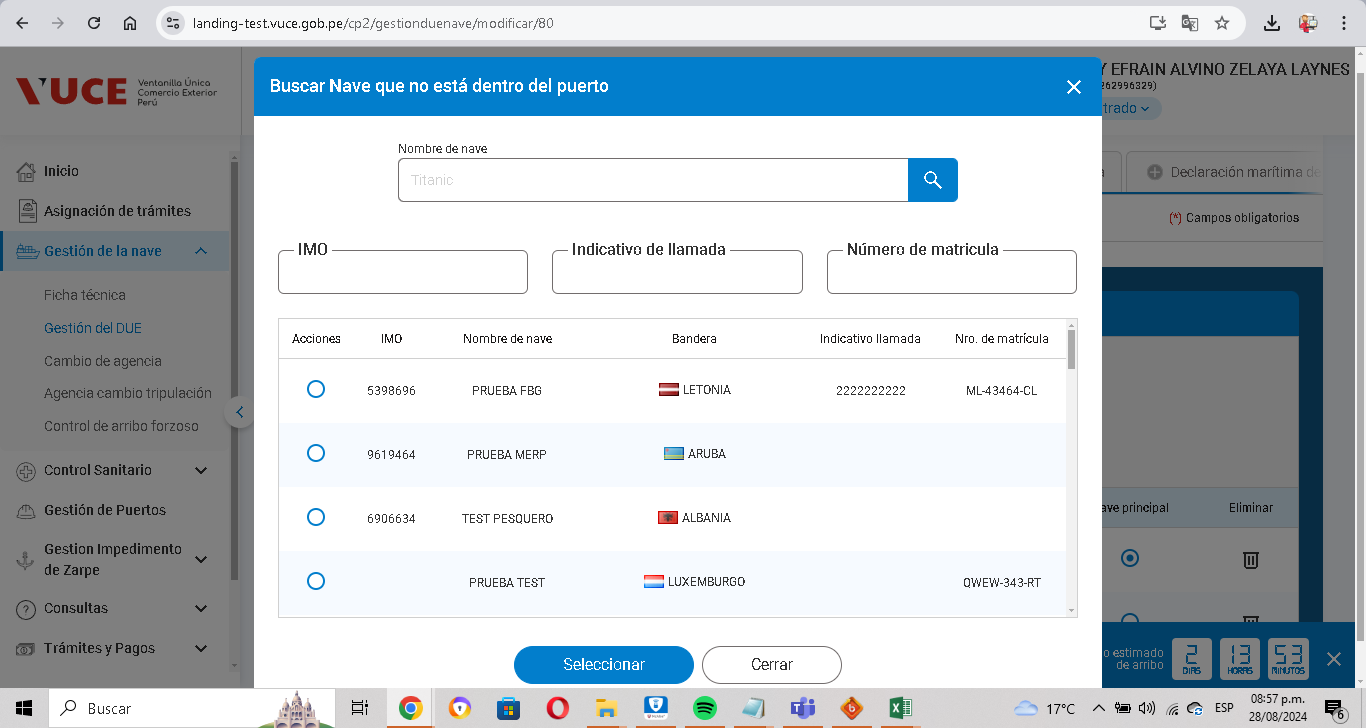 landing-test.vuce.gob.pe/cp2/gestionduenave/modificar/80
VUCE
Ventanilla Única
Comercio Exterior
Perú
Buscar Nave que no está dentro del puerto
Y EFRAIN ALVINO ZELAYA LAYNES
262996329)
trado
Inicio
Asignación de trámites
Gestión de la nave
Ficha técnica
Gestión del DUE
Cambio de agencia
Agencia cambio tripulación
Control de arribo forzoso
Control Sanitario
Gestión de Puertos
Gestion Impedimento
de Zarpe
Consultas
Trámites y Pagos
Nombre de nave
Titanic
IMO Indicativo de llamada Número de matricula
Acciones IMO Nombre de nave Bandera Indicativo llamada Nro. de matrícula
5398696 PRUEBA FBG LETONIA 2222222222 ML-43464-CL
9619464 PRUEBA MERP ARUBA
6906634 TEST PESQUERO ALBANIA
PRUEBA TEST LUXEMBURGO QWEW-343-RT
Seleccionar Cerrar
a Declaración marítima de
(*) Campos obligatorios
ave principal Eliminar
o estimado
de arribo
2 DIAS 13 HORAS 53 MINUTOS
Buscar
17°C
ESP
08:57 p.m.
28/08/2024
6